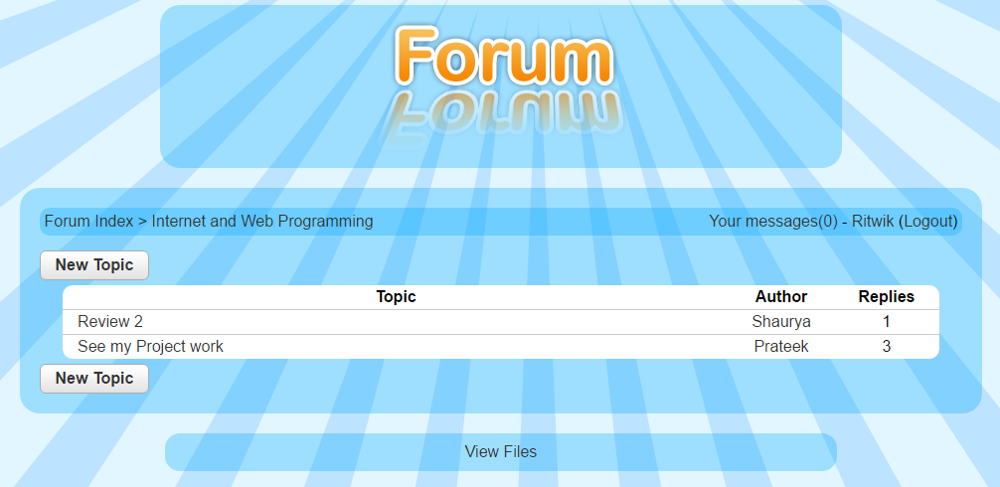 Forum
Forum Index > Internet and Web Programming Your messages(0) - Ritwik (Logout)
New Topic
Topic Author Replies
Review 2 Shaurya 1
See my Project work Prateek 3
New Topic
View Files